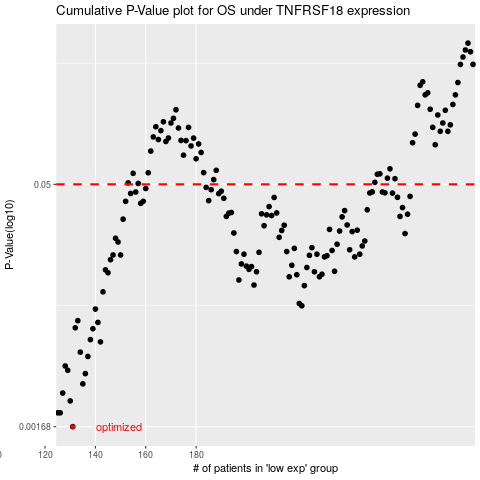 Cumulative P-Value plot for OS under TNFRSF18 expression
P-Value(log10)
0.05
0.00168
optimized
0 120 140 160 180
# of patients in 'low exp' group